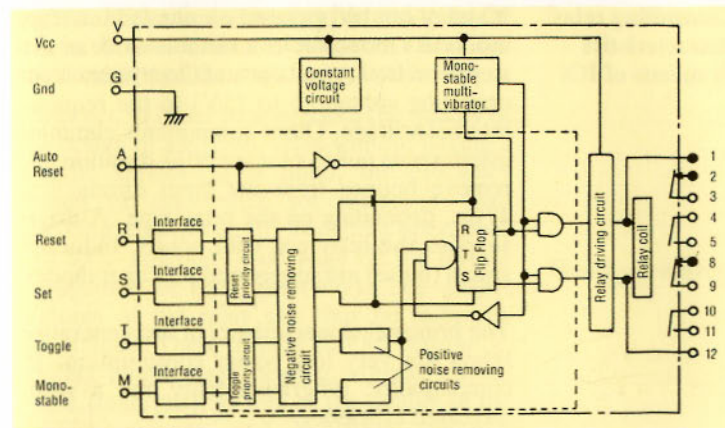 Vcc
V
Gnd
G
Auto
Reset
A
Reset
R
Set
S
Toggle
T
Mono-
stable
M
Constant
voltage
circuit
Mono-
stable
multi-
vibrator
Interface
Interface
Interface
Interface
Reset
priority circuit
Toggle
priority circuit
Negative noise removing
circuit
Positive
noise removing
circuits
R
T
S
Flip flop
Relay driving circuit
Relay coil
1
2
3
4
5
8
9
10
11
12